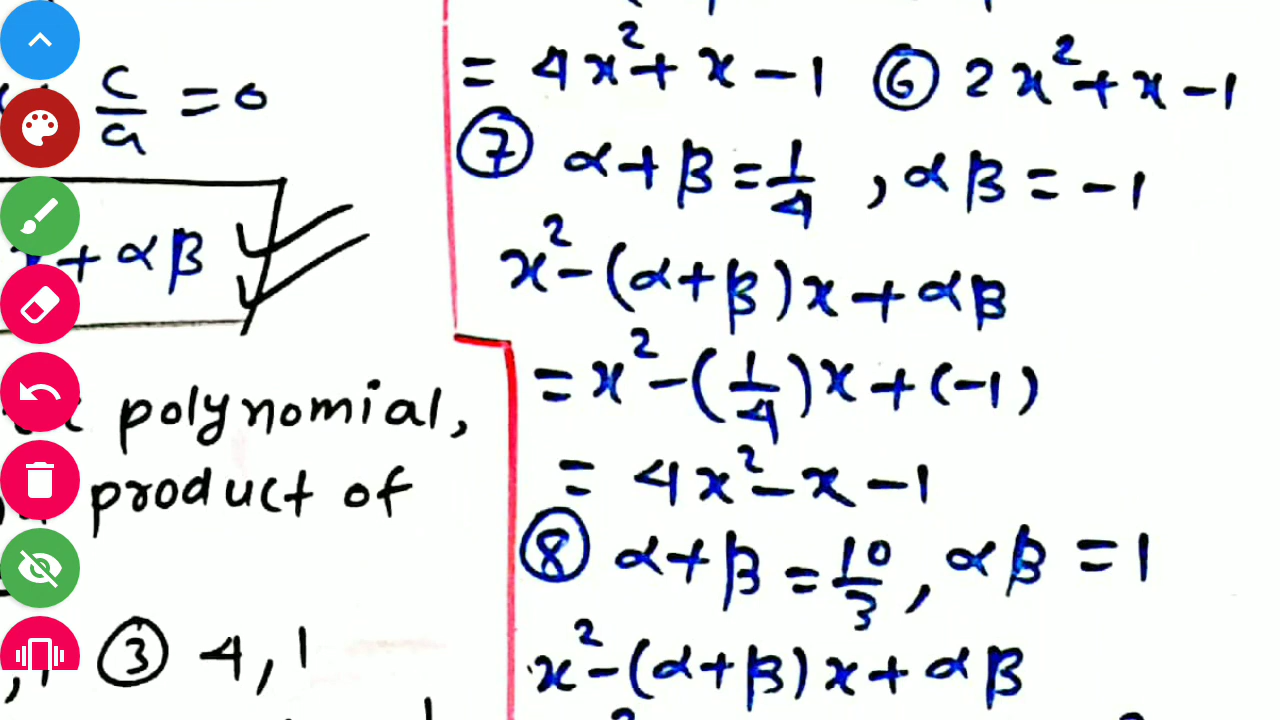 c/a = 0
+ αβ
polynomial,
product of
③ 4, 1
= 4x² + x - 1 ⑥ 2x² + x - 1
⑦ α + β = 1/4 , αβ = -1
x² - (α + β)x + αβ
= x² - (1/4)x + (-1)
= 4x² - x - 1
⑧ α + β = 10/3 , αβ = 1
x² - (α + β)x + αβ